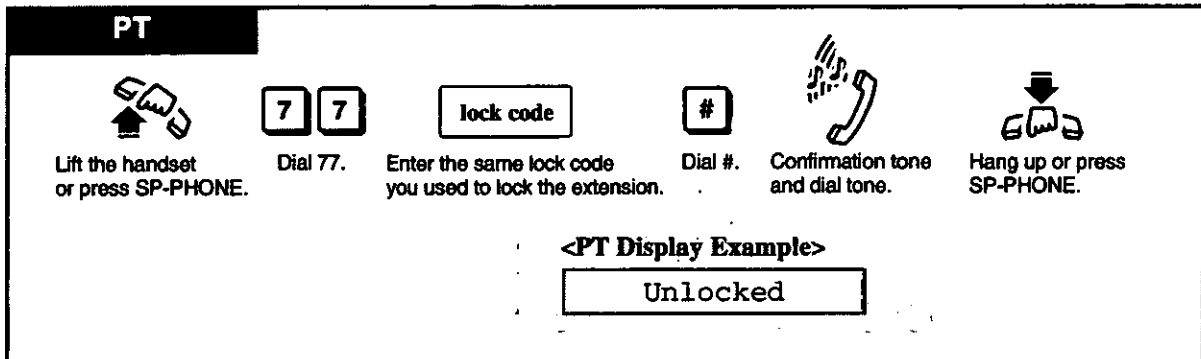 PT
7 7
lock code
#
Lift the handset
or press SP-PHONE.
Dial 77.
Enter the same lock code
you used to lock the extension.
Dial #.
Confirmation tone
and dial tone.
Hang up or press
SP-PHONE.
<PT Display Example>
Unlocked